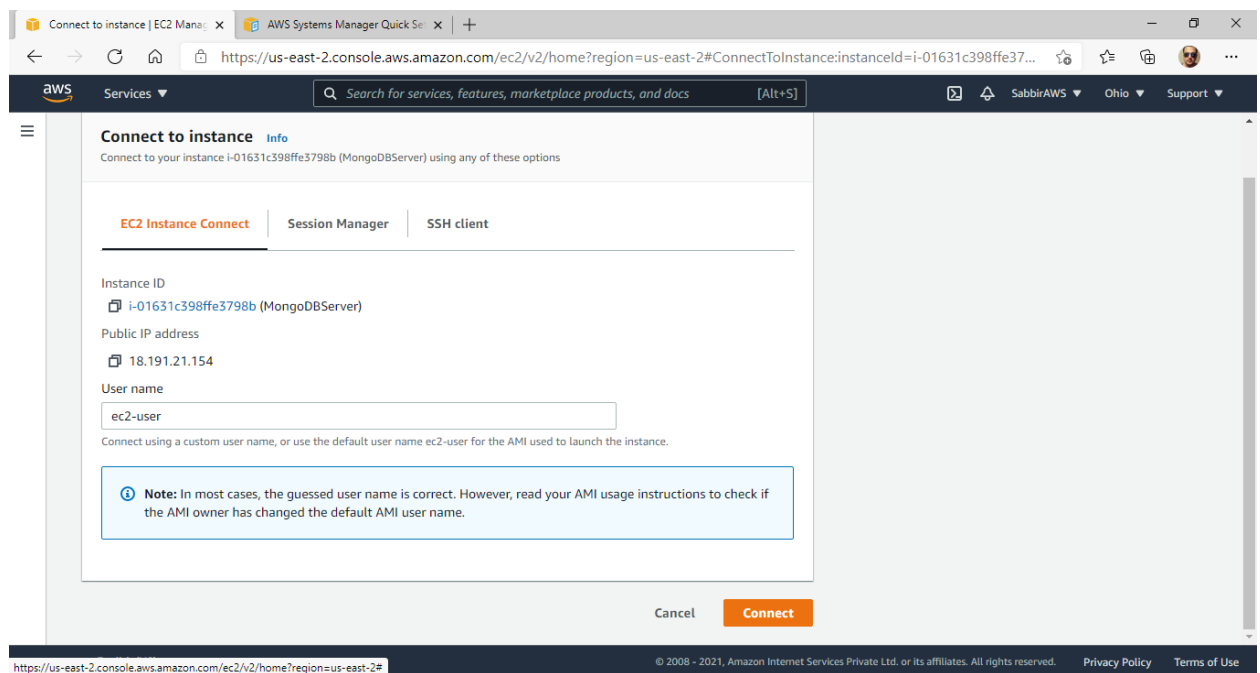 Connect to instance | EC2 Manag
AWS Systems Manager Quick Set
https://us-east-2.console.aws.amazon.com/ec2/v2/home?region=us-east-2#ConnectToInstance:instanceId=i-01631c398ffe37...
aws Services ▼ Search for services, features, marketplace products, and docs [Alt+S] SabbirAWS ▼ Ohio ▼ Support ▼
Connect to instance Info
Connect to your instance i-01631c398ffe3798b (MongoDBServer) using any of these options
EC2 Instance Connect Session Manager SSH client
Instance ID
i-01631c398ffe3798b (MongoDBServer)
Public IP address
18.191.21.154
User name
ec2-user
Connect using a custom user name, or use the default user name ec2-user for the AMI used to launch the instance.
Note: In most cases, the guessed user name is correct. However, read your AMI usage instructions to check if
the AMI owner has changed the default AMI user name.
Cancel Connect
https://us-east-2.console.aws.amazon.com/ec2/v2/home?region=us-east-2#
© 2008 - 2021, Amazon Internet Services Private Ltd. or its affiliates. All rights reserved. Privacy Policy Terms of Use